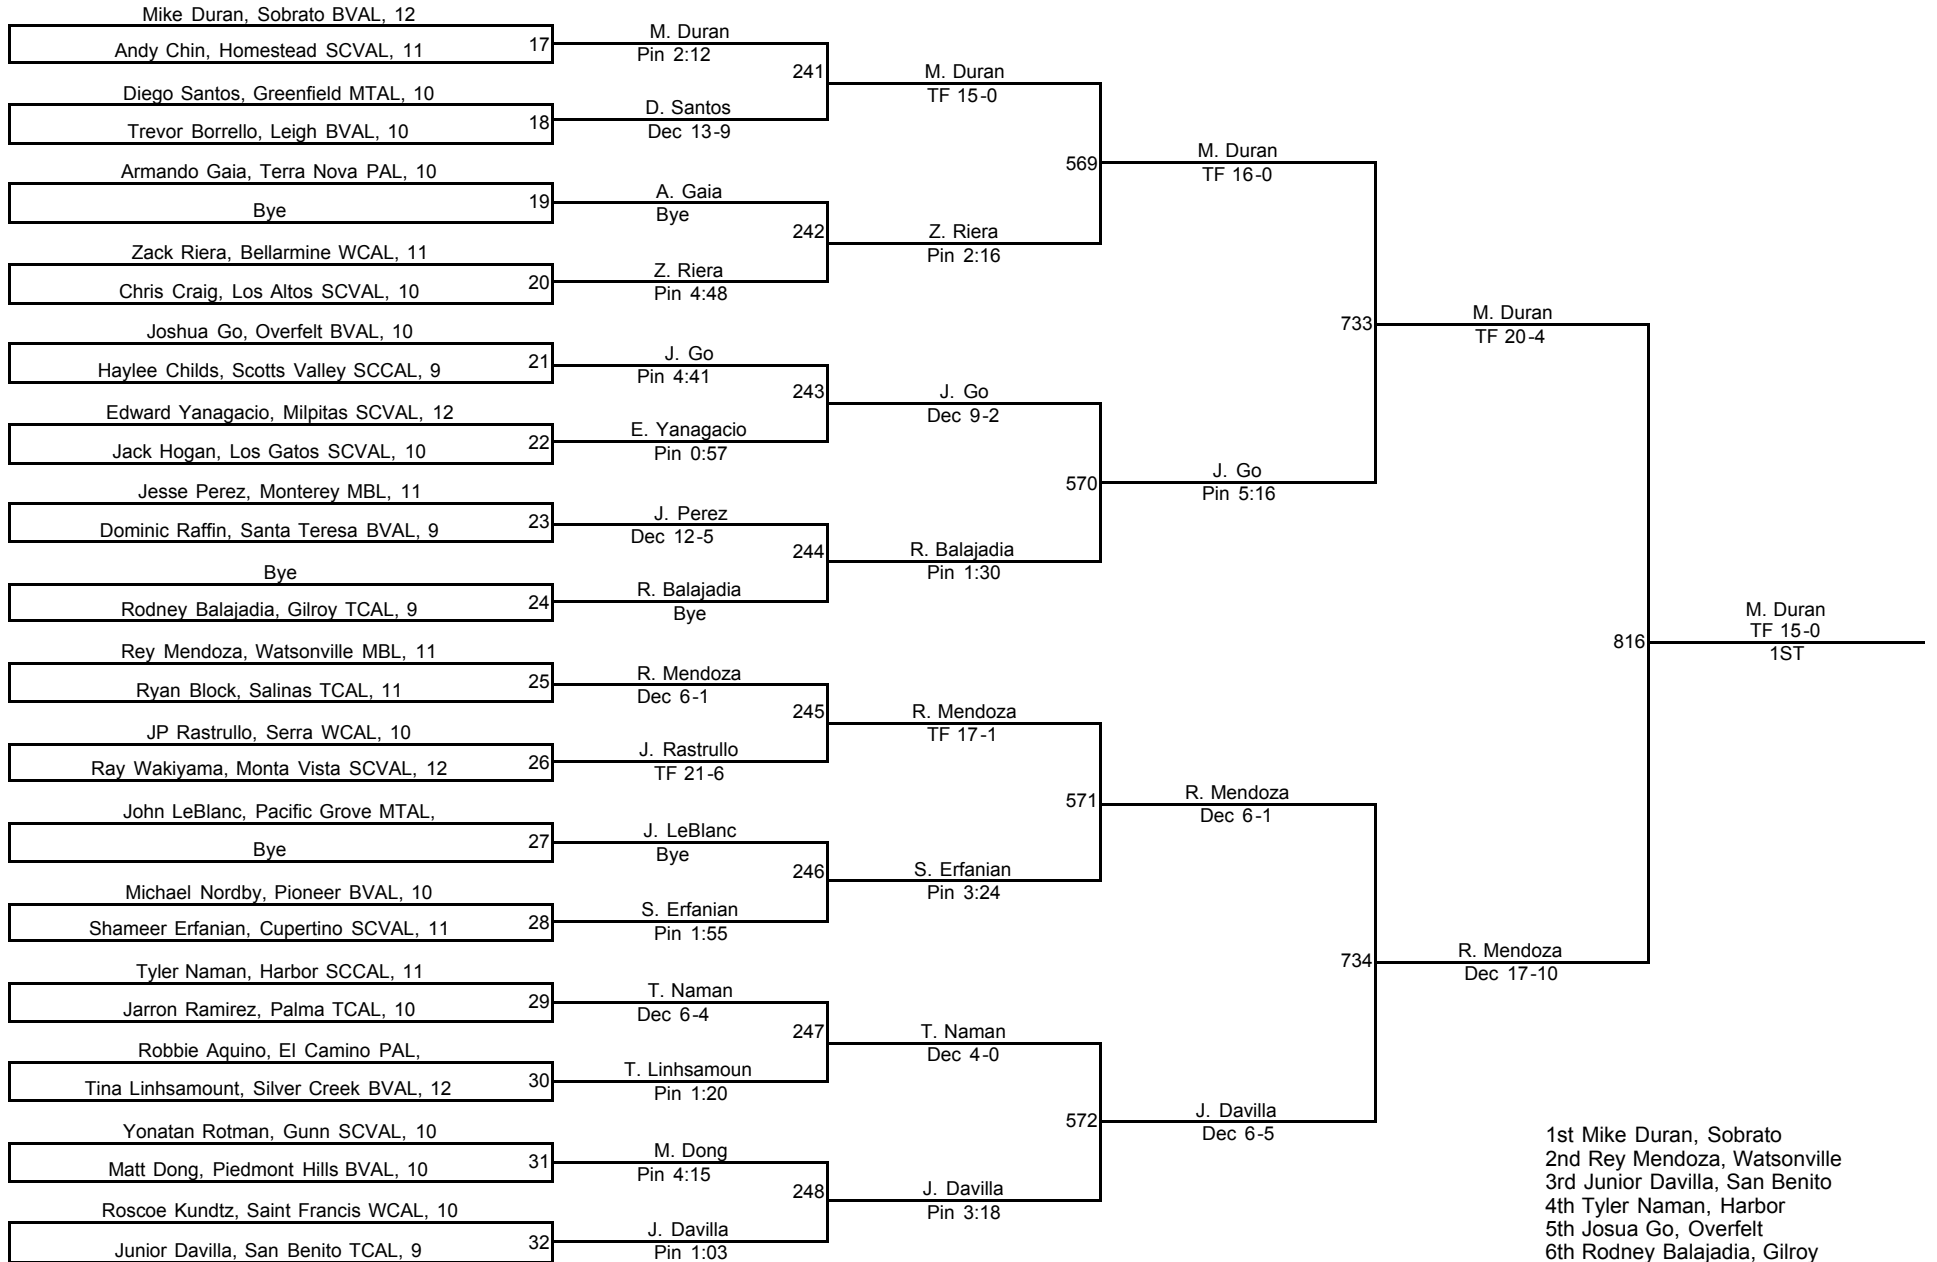 Mike Duran, Sobrato BVAL, 12
Andy Chin, Homestead SCVAL, 11
17
Diego Santos, Greenfield MTAL, 10
Trevor Borrello, Leigh BVAL, 10
18
Armando Gaia, Terra Nova PAL, 10
Bye
19
Zack Riera, Bellarmine WCAL, 11
Chris Craig, Los Altos SCVAL, 10
20
Joshua Go, Overfelt BVAL, 10
Haylee Childs, Scotts Valley SCCAL, 9
21
Edward Yanagacio, Milpitas SCVAL, 12
Jack Hogan, Los Gatos SCVAL, 10
22
Jesse Perez, Monterey MBL, 11
Dominic Raffin, Santa Teresa BVAL, 9
23
Bye
Rodney Balajadia, Gilroy TCAL, 9
24
Rey Mendoza, Watsonville MBL, 11
Ryan Block, Salinas TCAL, 11
25
JP Rastrullo, Serra WCAL, 10
Ray Wakiyama, Monta Vista SCVAL, 12
26
John LeBlanc, Pacific Grove MTAL,
Bye
27
Michael Nordby, Pioneer BVAL, 10
Shameer Erfanian, Cupertino SCVAL, 11
28
Tyler Naman, Harbor SCCAL, 11
Jarron Ramirez, Palma TCAL, 10
29
Robbie Aquino, El Camino PAL,
Tina Linhsamount, Silver Creek BVAL, 12
30
Yonatan Rotman, Gunn SCVAL, 10
Matt Dong, Piedmont Hills BVAL, 10
31
Roscoe Kundtz, Saint Francis WCAL, 10
Junior Davilla, San Benito TCAL, 9
32
M. Duran
Pin 2:12
241
D. Santos
Dec 13-9
A. Gaia
Bye
242
Z. Riera
Pin 4:48
J. Go
Pin 4:41
243
E. Yanagacio
Pin 0:57
J. Perez
Dec 12-5
244
R. Balajadia
Bye
R. Mendoza
Dec 6-1
245
J. Rastrullo
TF 21-6
J. LeBlanc
Bye
246
S. Erfanian
Pin 1:55
T. Naman
Dec 6-4
247
T. Linhsamoun
Pin 1:20
M. Dong
Pin 4:15
248
J. Davilla
Pin 1:03
M. Duran
TF 15-0
569
Z. Riera
Pin 2:16
J. Go
Dec 9-2
570
R. Balajadia
Pin 1:30
R. Mendoza
TF 17-1
571
S. Erfanian
Pin 3:24
T. Naman
Dec 4-0
572
J. Davilla
Pin 3:18
M. Duran
TF 16-0
733
J. Go
Pin 5:16
R. Mendoza
Dec 6-1
734
J. Davilla
Dec 6-5
M. Duran
TF 20-4
816
R. Mendoza
Dec 17-10
M. Duran
TF 15-0
1ST
1st Mike Duran, Sobrato
2nd Rey Mendoza, Watsonville
3rd Junior Davilla, San Benito
4th Tyler Naman, Harbor
5th Josua Go, Overfelt
6th Rodney Balajadia, Gilroy